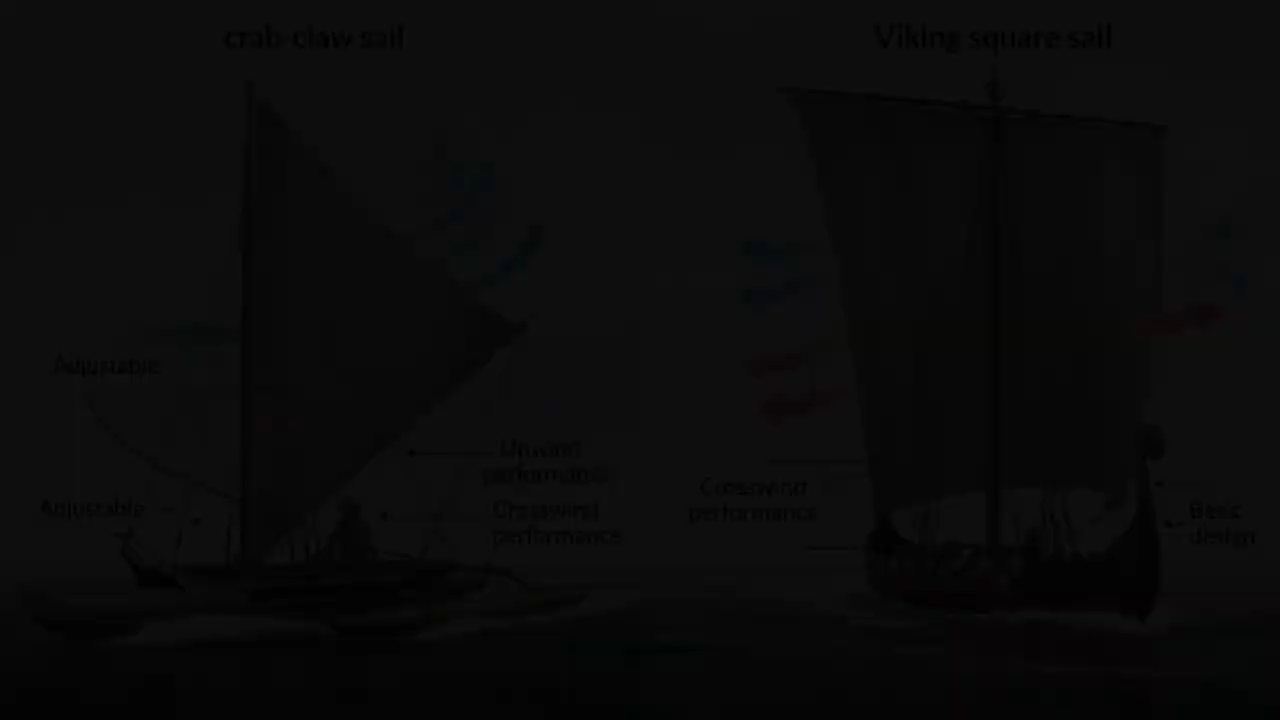 crab-claw sail
Viking square sail
Adjustable
Upwind
performance
Adjustable
Crosswind
performance
Crosswind
performance
Basic
design